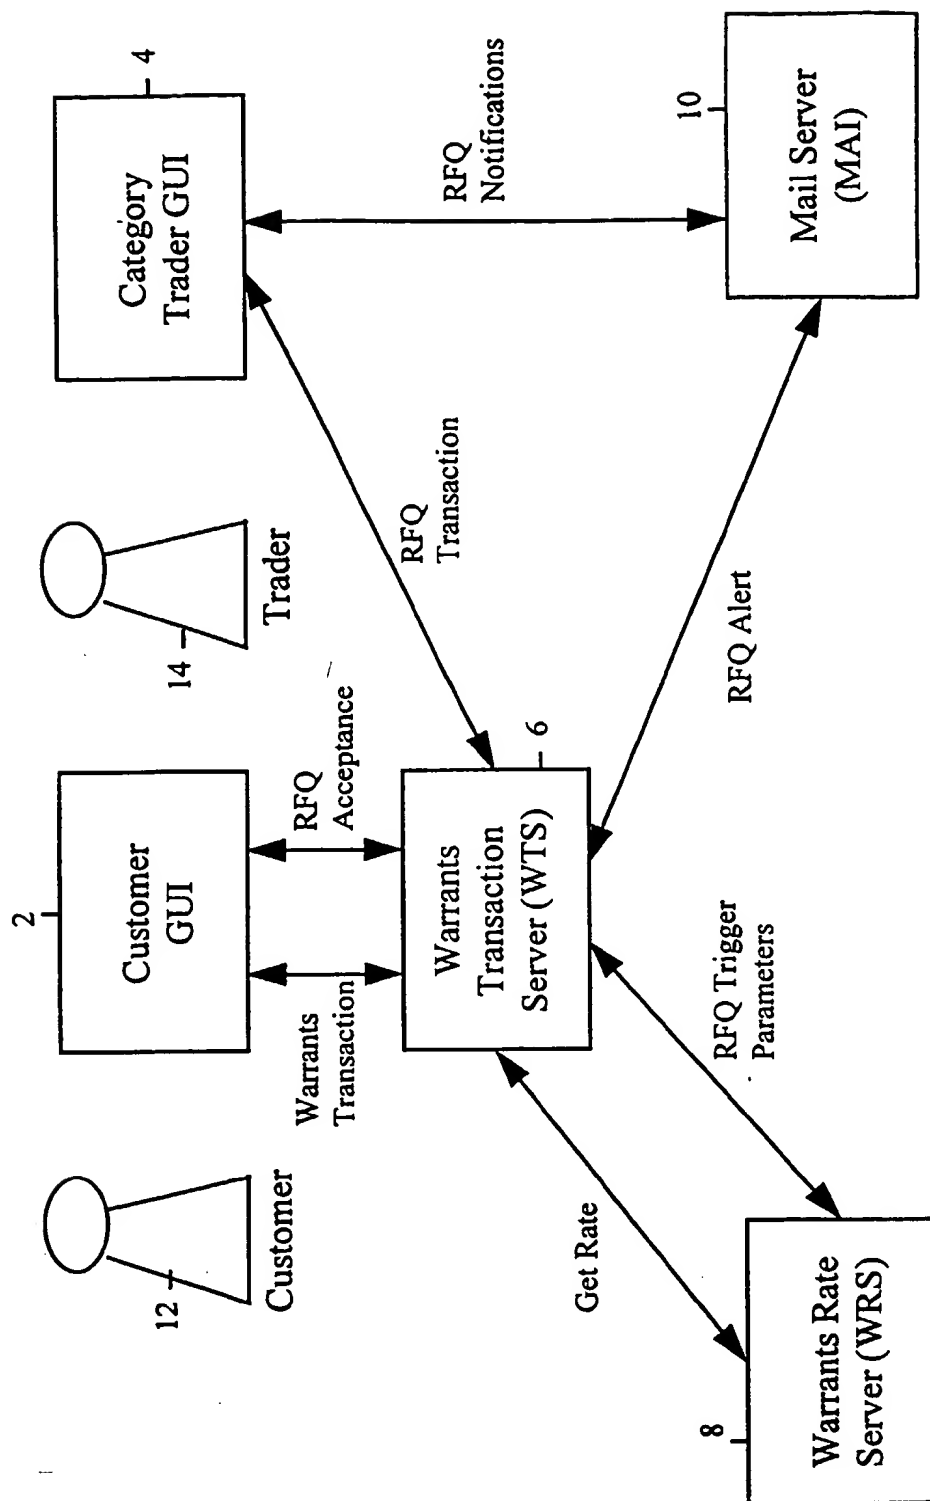 12
Customer
2
Customer
GUI
14
Trader
4
Category
Trader GUI
Warrants
Transaction
RFQ
Acceptance
RFQ
Transaction
RFQ
Notifications
6
Warrants
Transaction
Server (WTS)
Get Rate
RFQ Trigger
Parameters
RFQ Alert
8
Warrants Rate
Server (WRS)
10
Mail Server
(MAI)